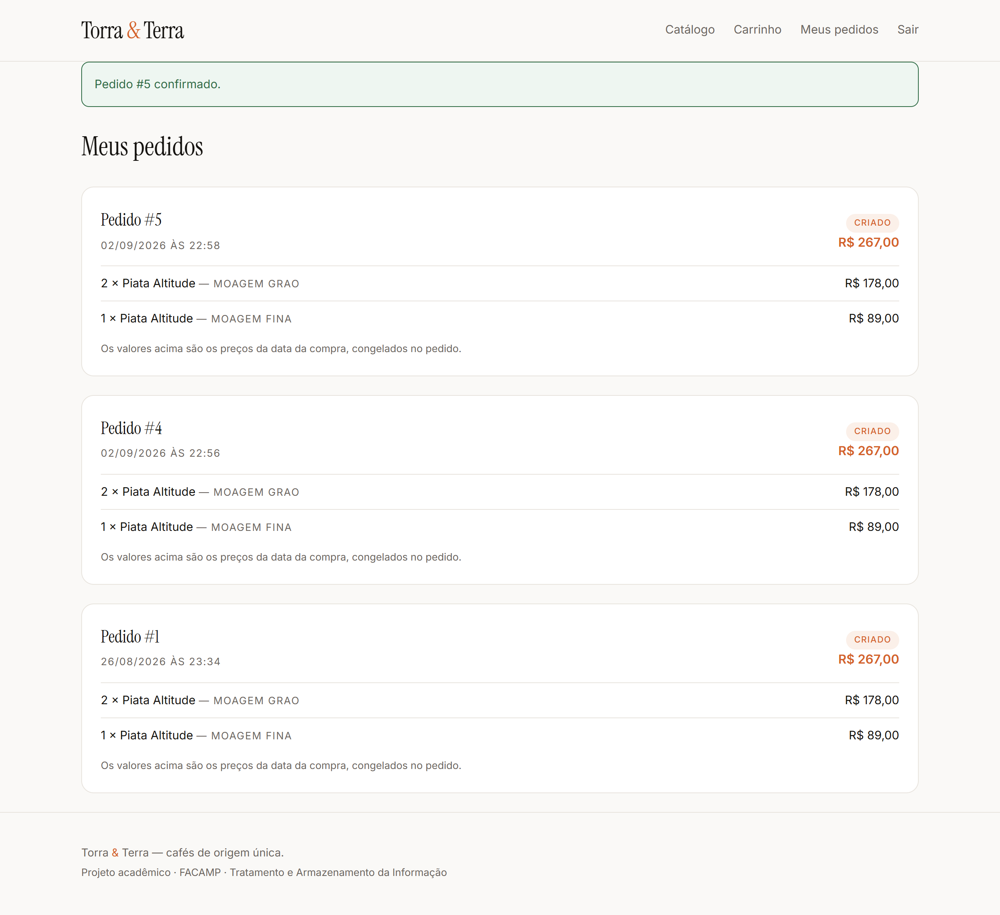 Torra & Terra
Catálogo Carrinho Meus pedidos Sair
Pedido #5 confirmado.
Meus pedidos
Pedido #5
CRIADO
02/09/2026 ÀS 22:58
R$ 267,00
2 × Piata Altitude — MOAGEM GRAO R$ 178,00
1 × Piata Altitude — MOAGEM FINA R$ 89,00
Os valores acima são os preços da data da compra, congelados no pedido.
Pedido #4
CRIADO
02/09/2026 ÀS 22:56
R$ 267,00
2 × Piata Altitude — MOAGEM GRAO R$ 178,00
1 × Piata Altitude — MOAGEM FINA R$ 89,00
Os valores acima são os preços da data da compra, congelados no pedido.
Pedido #1
CRIADO
26/08/2026 ÀS 23:34
R$ 267,00
2 × Piata Altitude — MOAGEM GRAO R$ 178,00
1 × Piata Altitude — MOAGEM FINA R$ 89,00
Os valores acima são os preços da data da compra, congelados no pedido.
Torra & Terra — cafés de origem única.
Projeto acadêmico · FACAMP · Tratamento e Armazenamento da Informação